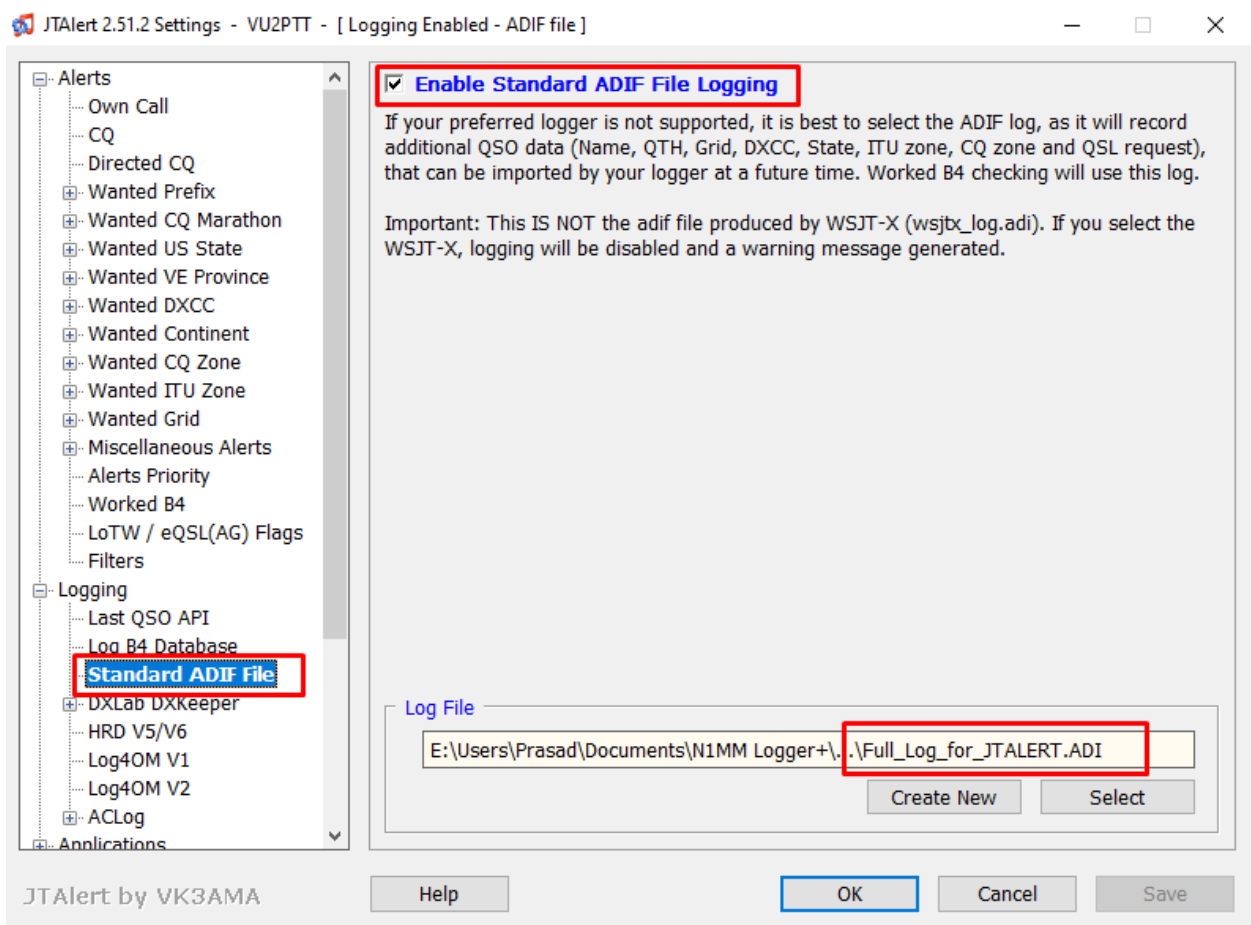 JTAlert 2.51.2 Settings - VU2PTT - [ Logging Enabled - ADIF file ]
Alerts
Own Call
CQ
Directed CQ
Wanted Prefix
Wanted CQ Marathon
Wanted US State
Wanted VE Province
Wanted DXCC
Wanted Continent
Wanted CQ Zone
Wanted ITU Zone
Wanted Grid
Miscellaneous Alerts
Alerts Priority
Worked B4
LoTW / eQSL(AG) Flags
Filters
Logging
Last QSO API
Log B4 Database
Standard ADIF File
DXLab DXKeeper
HRD V5/V6
Log4OM V1
Log4OM V2
ACLog
Applications
Enable Standard ADIF File Logging
If your preferred logger is not supported, it is best to select the ADIF log, as it will record
additional QSO data (Name, QTH, Grid, DXCC, State, ITU zone, CQ zone and QSL request),
that can be imported by your logger at a future time. Worked B4 checking will use this log.
Important: This IS NOT the adif file produced by WSJT-X (wsjtx_log.adi). If you select the
WSJT-X, logging will be disabled and a warning message generated.
Log File
E:\Users\Prasad\Documents\N1MM Logger+\...\Full_Log_for_JTALERT.ADI
Create New
Select
JTAlert by VK3AMA
Help
OK
Cancel
Save